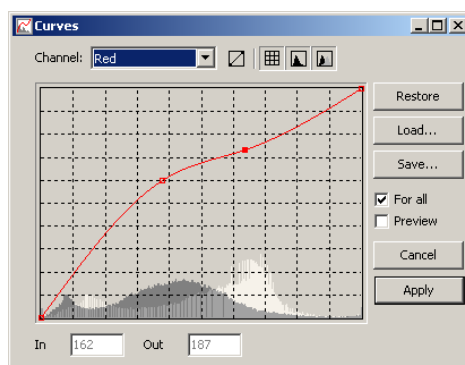 Curves
Channel: Red
Restore
Load...
Save...
For all
Preview
Cancel
Apply
In 162 Out 187